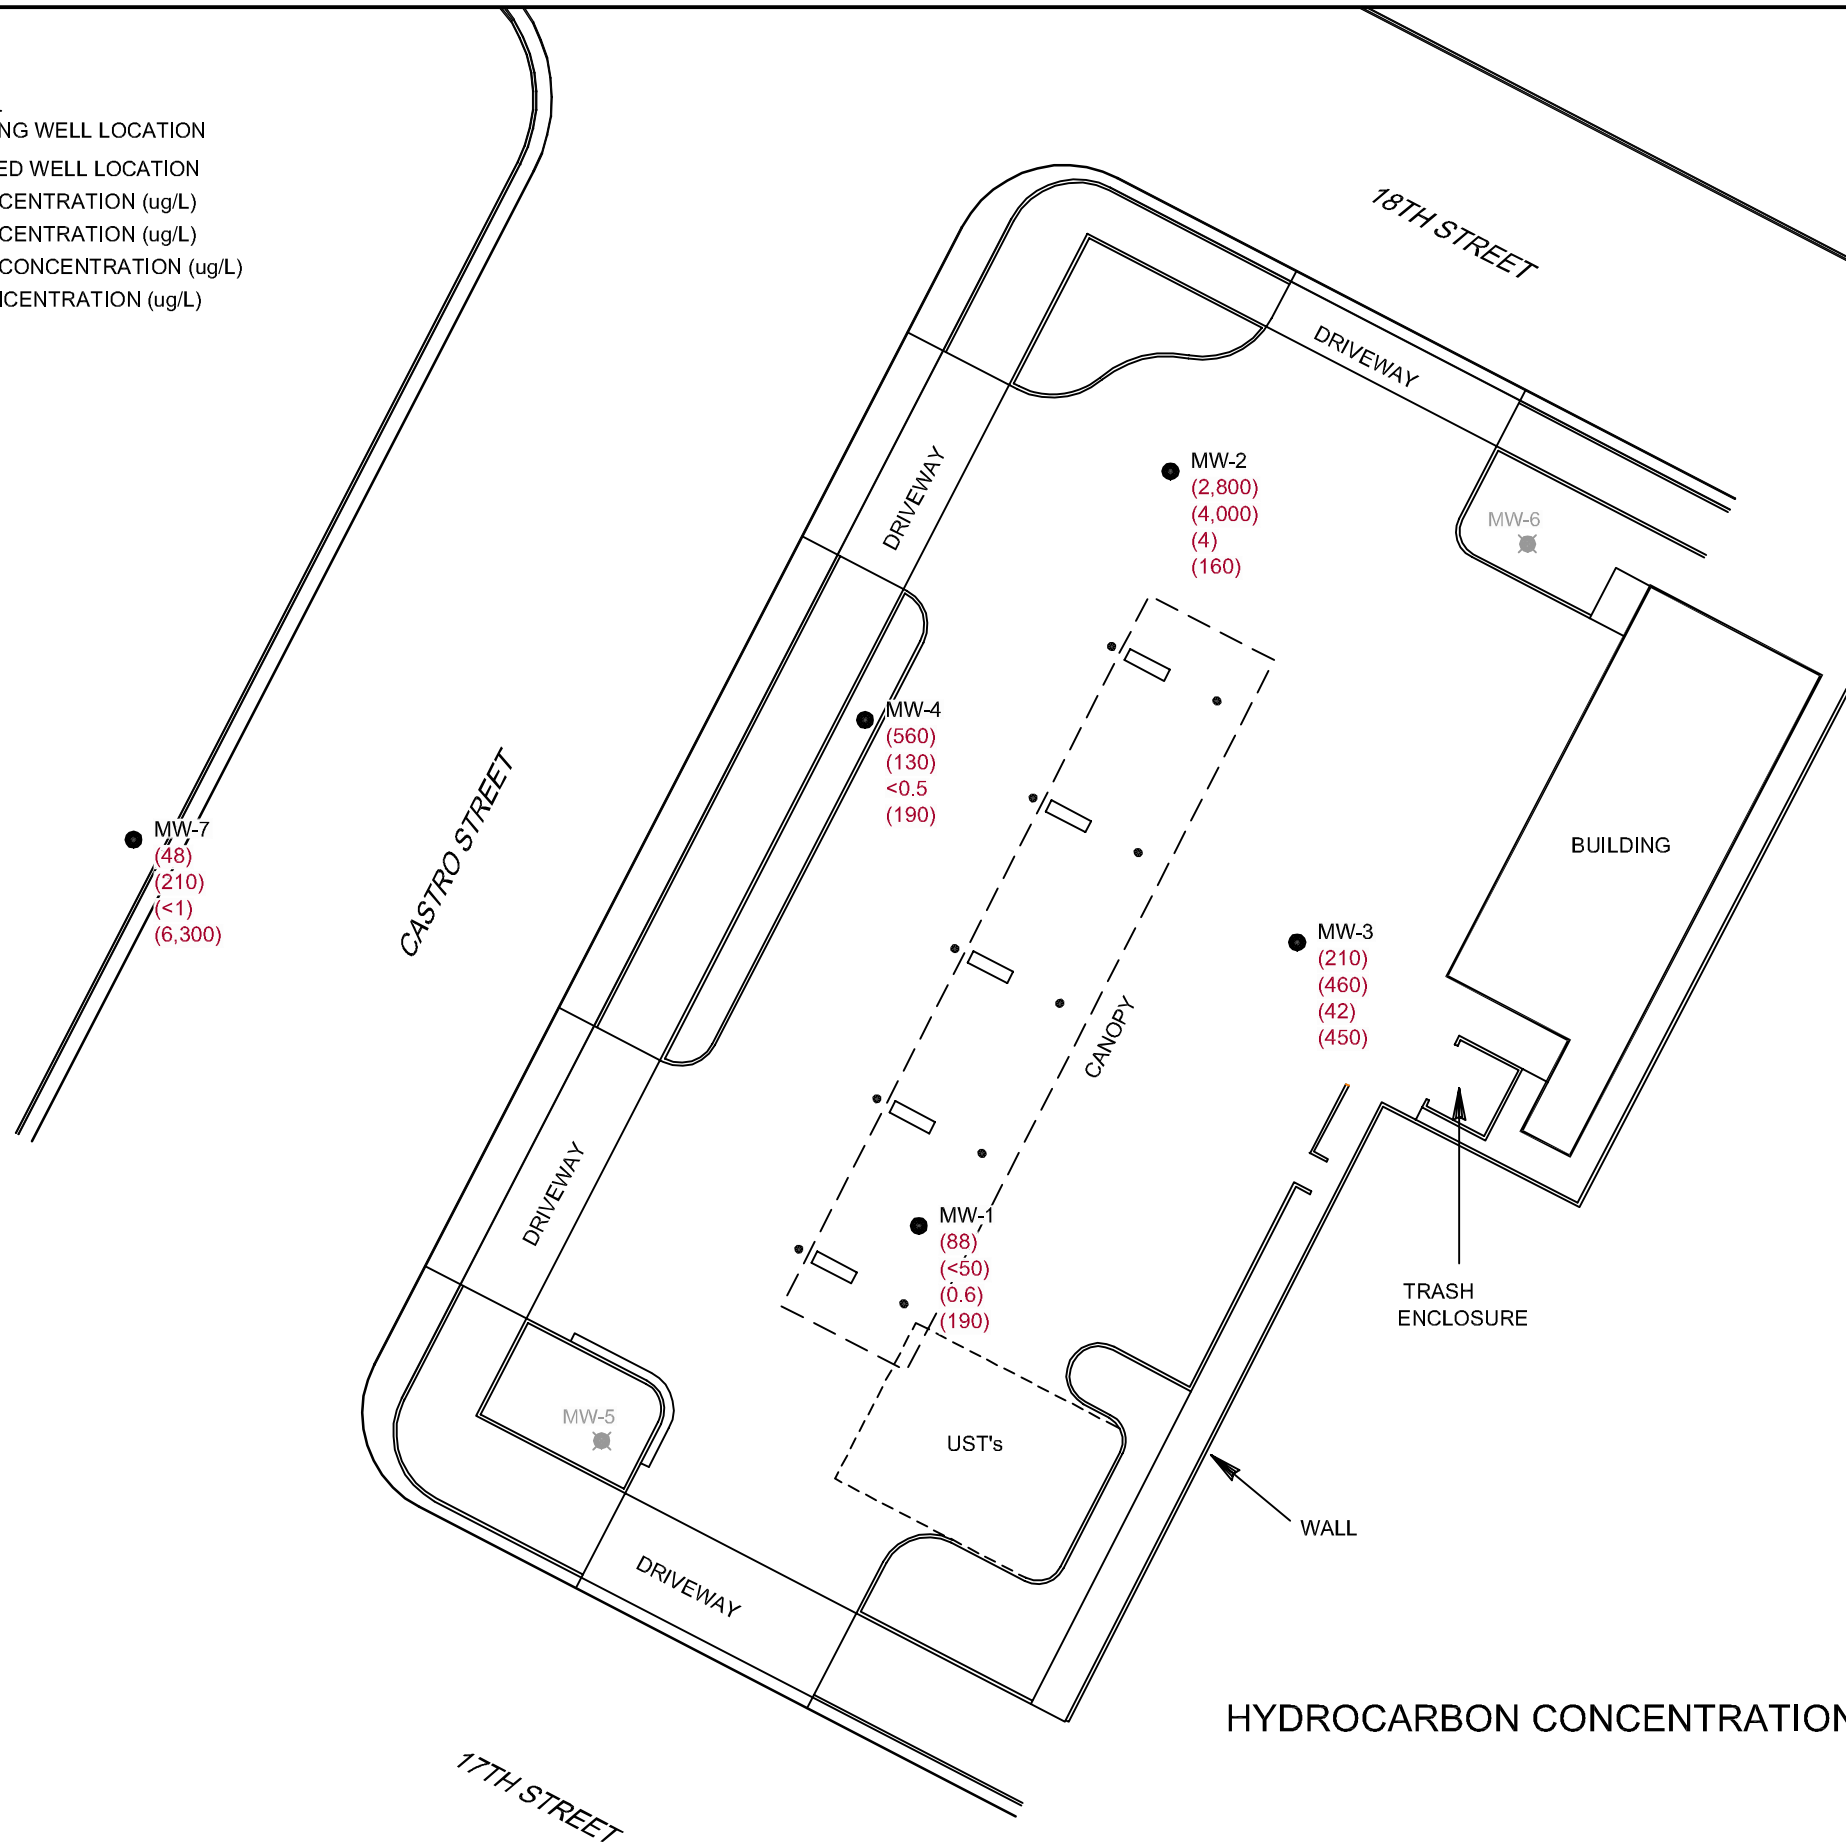 NG WELL LOCATION
ED WELL LOCATION
CENTRATION (ug/L)
CENTRATION (ug/L)
CONCENTRATION (ug/L)
NCENTRATION (ug/L)
18TH STREET
DRIVEWAY
MW-2
(2,800)
(4,000)
(4)
(160)
DRIVEWAY
MW-6
MW-4
(560)
(130)
<0.5
(190)
MW-7
(48)
(210)
(<1)
(6,300)
CASTRO STREET
BUILDING
MW-3
(210)
(460)
(42)
(450)
CANOPY
DRIVEWAY
MW-1
(88)
(<50)
(0.6)
(190)
TRASH
ENCLOSURE
MW-5
UST's
WALL
DRIVEWAY
HYDROCARBON CONCENTRATION
17TH STREET